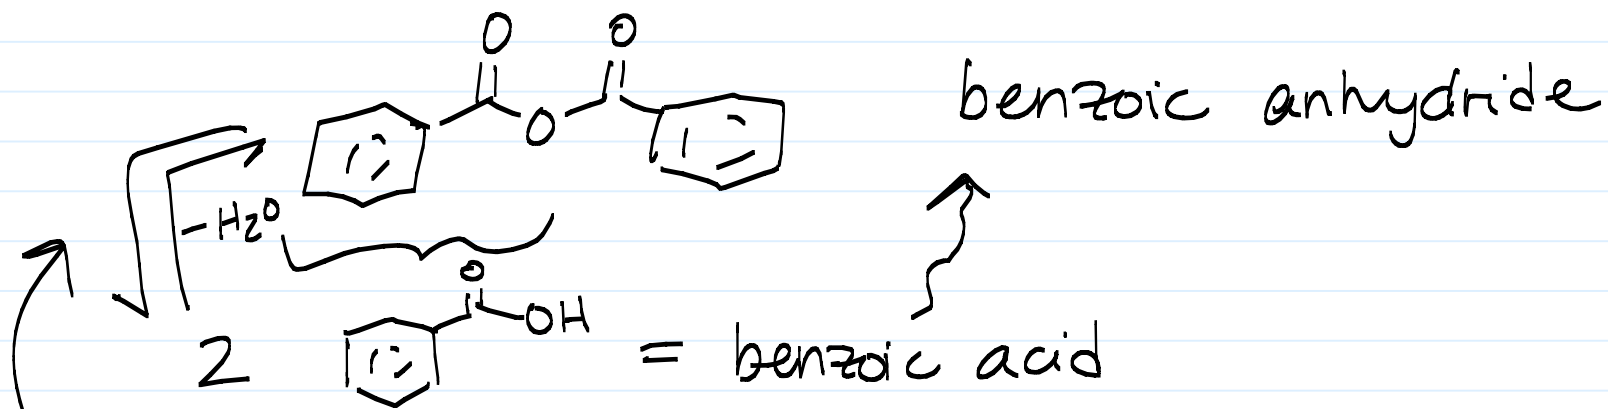 O O
O
benzoic anhydride
- H2O
2
O
OH
= benzoic acid